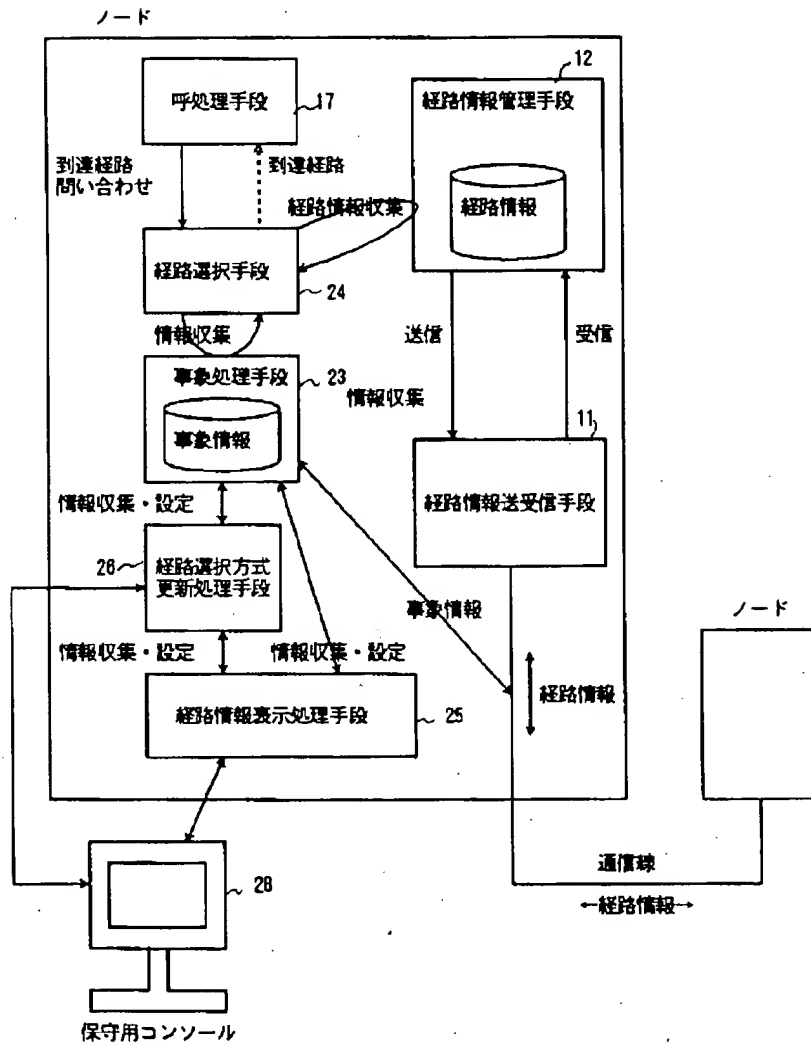 ノード
呼処理手段
17
12
経路情報管理手段
経路情報
到達経路
問い合わせ
到達経路
経路情報収集
経路選択手段
24
情報収集
送信
受信
事象処理手段
23
事象情報
情報収集
11
経路情報送受信手段
情報収集・設定
26
経路選択方式
更新処理手段
事象情報
ノード
情報収集・設定
情報収集・設定
経路情報
経路情報表示処理手段
25
通信線
←経路情報→
28
保守用コンソール